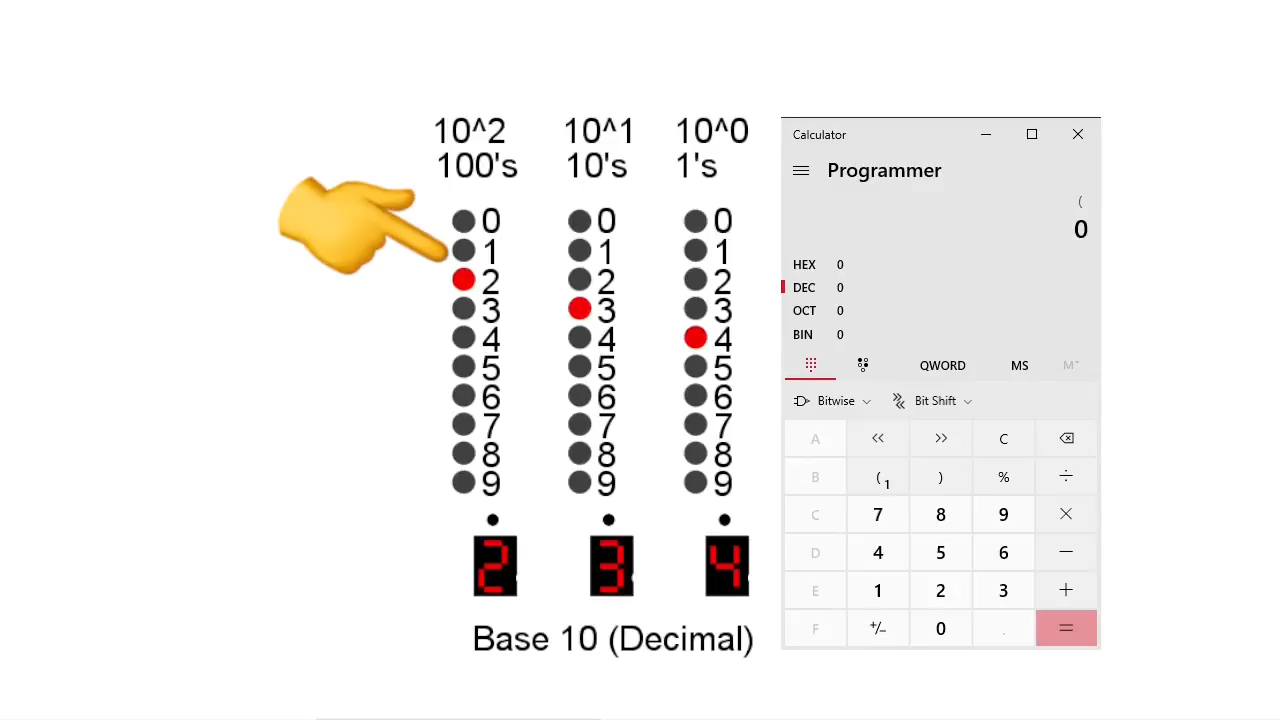 10^2 10^1 10^0
100's 10's 1's
0 0 0
1 1 1
2 2 2
3 3 3
4 4 4
5 5 5
6 6 6
7 7 7
8 8 8
9 9 9
2 3 4
Base 10 (Decimal)
Calculator
Programmer
(
0
HEX 0
DEC 0
OCT 0
BIN 0
QWORD MS M˅
Bitwise Bit Shift
A << >> C
B (1 ) % ÷
C 7 8 9 ×
D 4 5 6 −
E 1 2 3 +
F +/− 0 . =